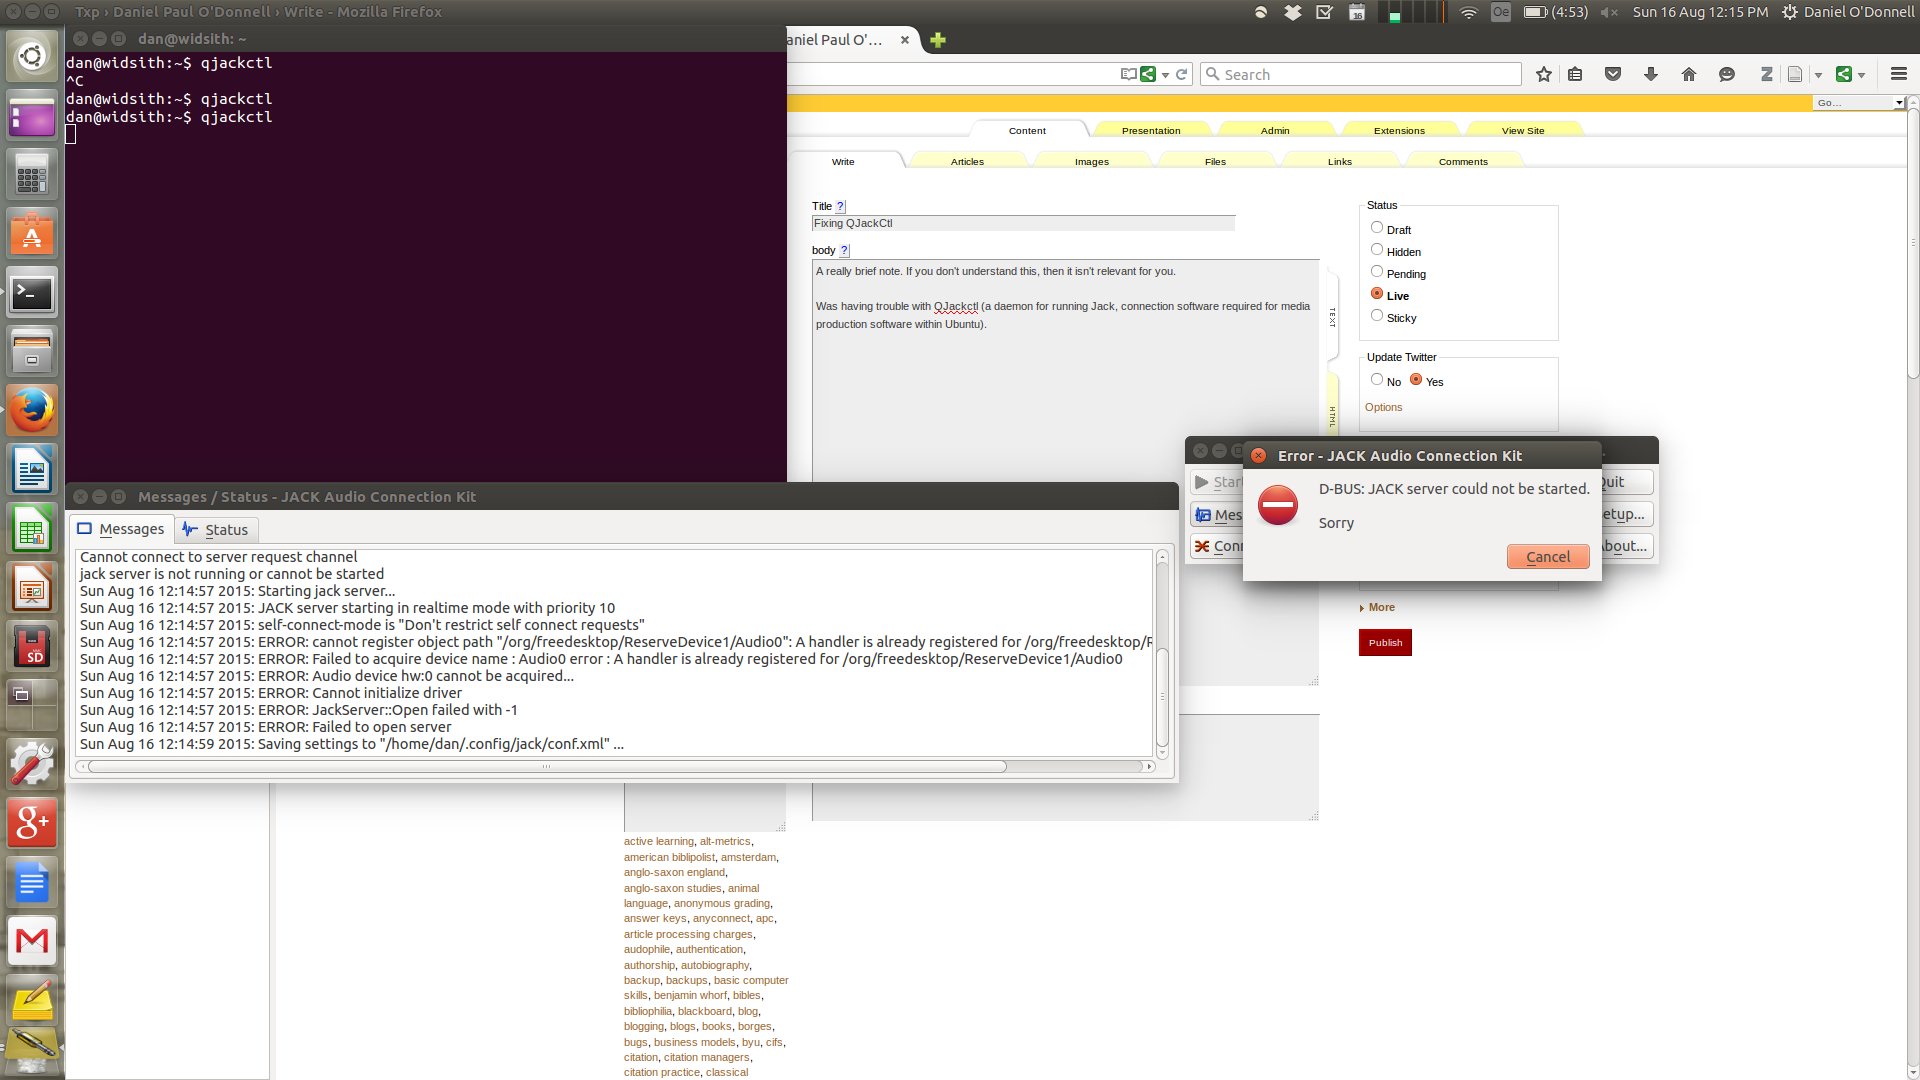 Txp › Daniel Paul O'Donnell › Write - Mozilla Firefox
16
Oe
(4:53)
Sun 16 Aug 12:15 PM
Daniel O'Donnell
dan@widsith: ~
dan@widsith:~$ qjackctl
^C
dan@widsith:~$ qjackctl
dan@widsith:~$ qjackctl
aniel Paul O'...
Search
Go...
Content
Presentation
Admin
Extensions
View Site
Write
Articles
Images
Files
Links
Comments
Title ?
Fixing QJackCtl
body ?
A really brief note. If you don't understand this, then it isn't relevant for you.
Was having trouble with QJackctl (a daemon for running Jack, connection software required for media
production software within Ubuntu).
TEXT
HTML
Status
Draft
Hidden
Pending
Live
Sticky
Update Twitter
No
Yes
Options
More
Publish
Star
Mes
Conn
Quit
etup...
bout...
Error - JACK Audio Connection Kit
D-BUS: JACK server could not be started.
Sorry
Cancel
Messages / Status - JACK Audio Connection Kit
Messages
Status
Cannot connect to server request channel
jack server is not running or cannot be started
Sun Aug 16 12:14:57 2015: Starting jack server...
Sun Aug 16 12:14:57 2015: JACK server starting in realtime mode with priority 10
Sun Aug 16 12:14:57 2015: self-connect-mode is "Don't restrict self connect requests"
Sun Aug 16 12:14:57 2015: ERROR: cannot register object path "/org/freedesktop/ReserveDevice1/Audio0": A handler is already registered for /org/freedesktop/R
Sun Aug 16 12:14:57 2015: ERROR: Failed to acquire device name : Audio0 error : A handler is already registered for /org/freedesktop/ReserveDevice1/Audio0
Sun Aug 16 12:14:57 2015: ERROR: Audio device hw:0 cannot be acquired...
Sun Aug 16 12:14:57 2015: ERROR: Cannot initialize driver
Sun Aug 16 12:14:57 2015: ERROR: JackServer::Open failed with -1
Sun Aug 16 12:14:57 2015: ERROR: Failed to open server
Sun Aug 16 12:14:59 2015: Saving settings to "/home/dan/.config/jack/conf.xml" ...
active learning, alt-metrics,
american biblipolist, amsterdam,
anglo-saxon england,
anglo-saxon studies, animal
language, anonymous grading,
answer keys, anyconnect, apc,
article processing charges,
audophile, authentication,
authorship, autobiography,
backup, backups, basic computer
skills, benjamin whorf, bibles,
bibliophilia, blackboard, blog,
blogging, blogs, books, borges,
bugs, business models, byu, cifs,
citation, citation managers,
citation practice, classical
SD
g+